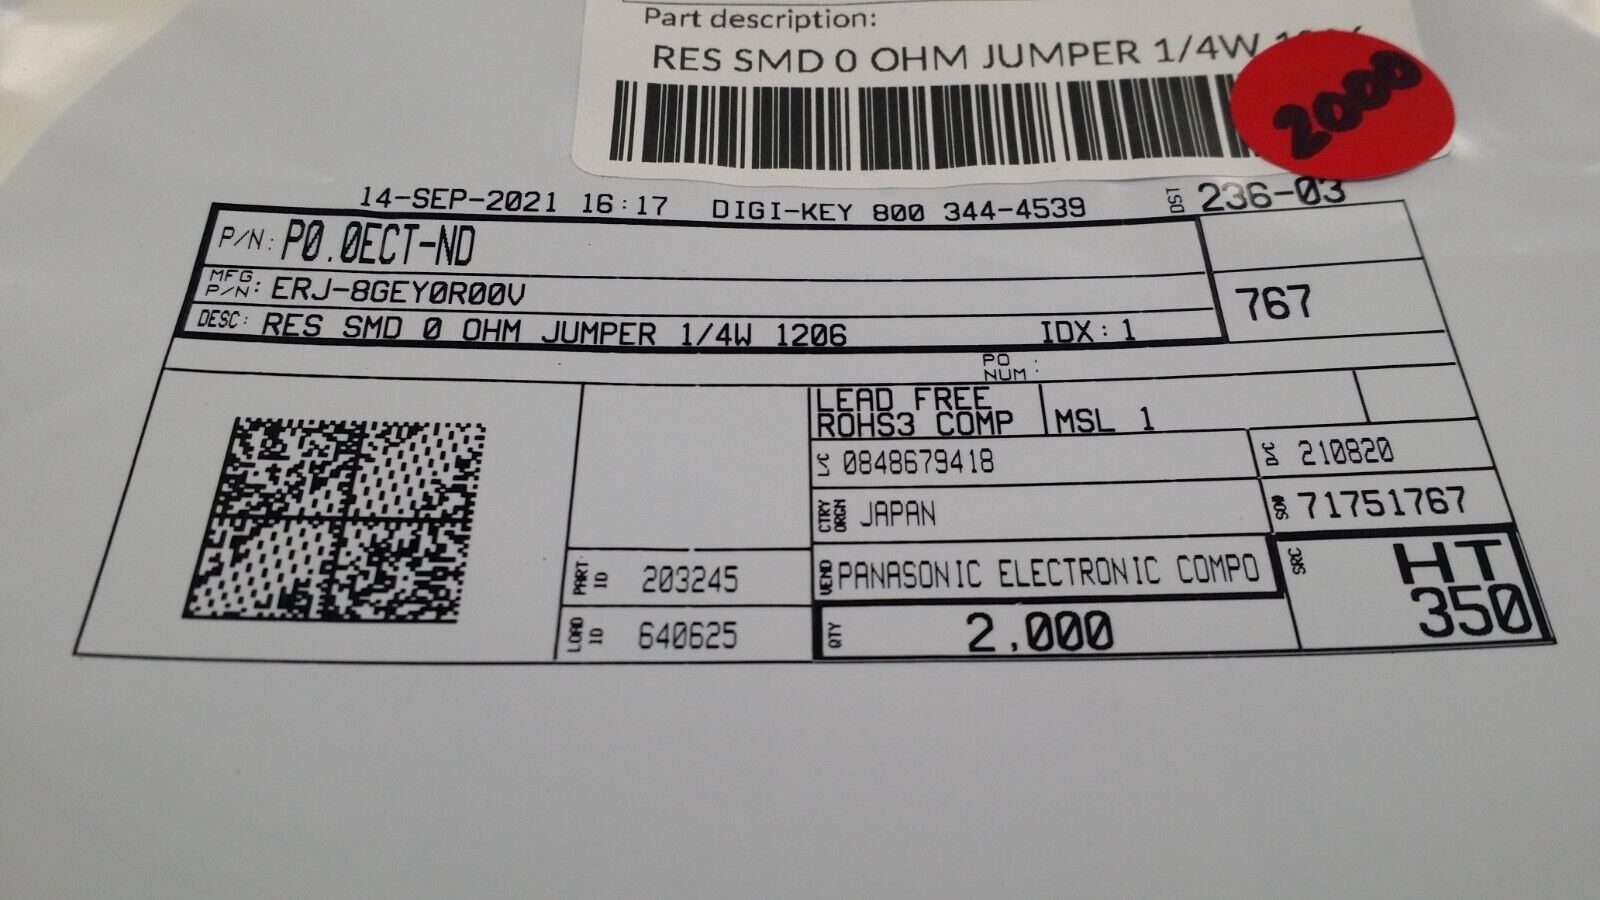 Part description:
RES SMD 0 OHM JUMPER 1/4W
2000
14-SEP-2021 16:17 DIGI-KEY 800 344-4539 DST 236-03
P/N: P0.0ECT-ND
MFG P/N: ERJ-8GEY0R00V
767
DESC: RES SMD 0 OHM JUMPER 1/4W 1206 IDX: 1
PO NUM:
LEAD FREE
ROHS3 COMP MSL 1
L/C 0848679418 D/C 210820
CTRY ORGN JAPAN SO# 71751767
PART ID 203245 VEND PANASONIC ELECTRONIC COMPO SRC HT
350
LOAD ID 640625 QTY 2,000